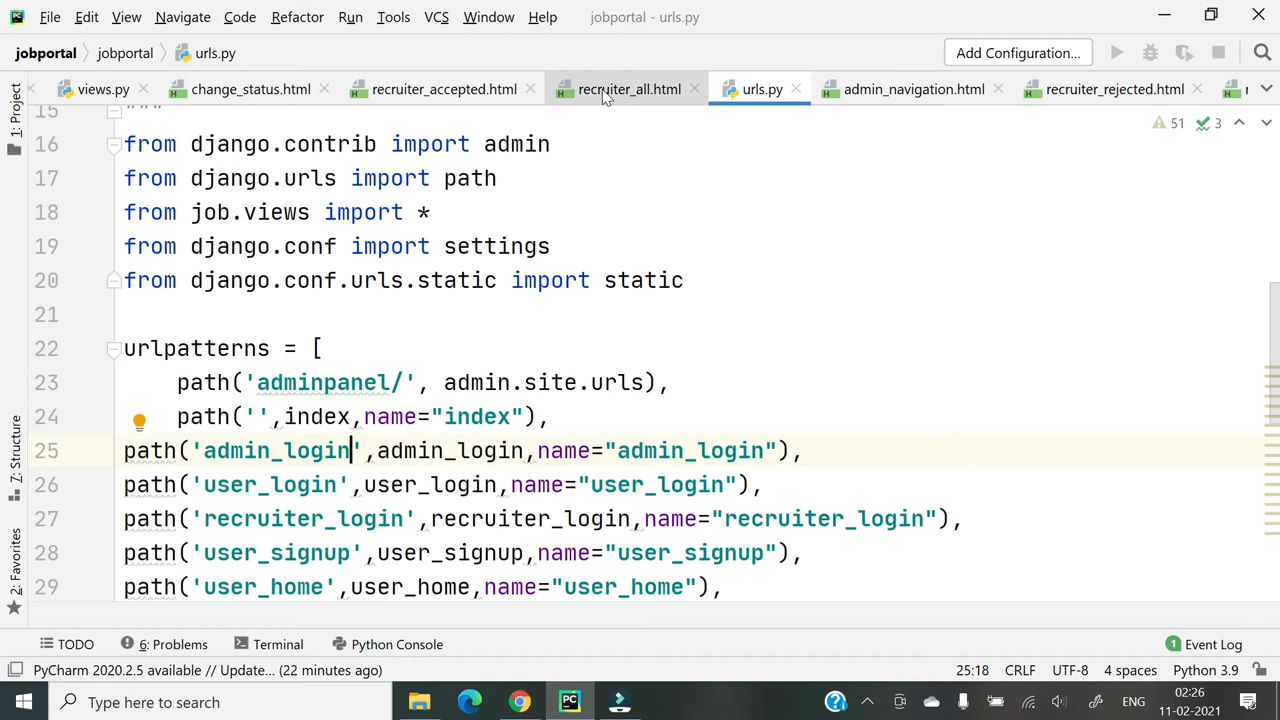 File Edit View Navigate Code Refactor Run Tools VCS Window Help jobportal - urls.py
jobportal jobportal urls.py Add Configuration...
views.py change_status.html recruiter_accepted.html recruiter_all.html urls.py admin_navigation.html recruiter_rejected.html
51 3
1: Project
7: Structure
2: Favorites
15 """
16 from django.contrib import admin
17 from django.urls import path
18 from job.views import *
19 from django.conf import settings
20 from django.conf.urls.static import static
21
22 urlpatterns = [
23 path('adminpanel/', admin.site.urls),
24 path('',index,name="index"),
25 path('admin_login',admin_login,name="admin_login"),
26 path('user_login',user_login,name="user_login"),
27 path('recruiter_login',recruiter_login,name="recruiter_login"),
28 path('user_signup',user_signup,name="user_signup"),
29 path('user_home',user_home,name="user_home"),
TODO 6: Problems Terminal Python Console 1 Event Log
PyCharm 2020.2.5 available // Update... (22 minutes ago) 25:18 CRLF UTF-8 4 spaces Python 3.9
Type here to search ENG 02:26
11-02-2021